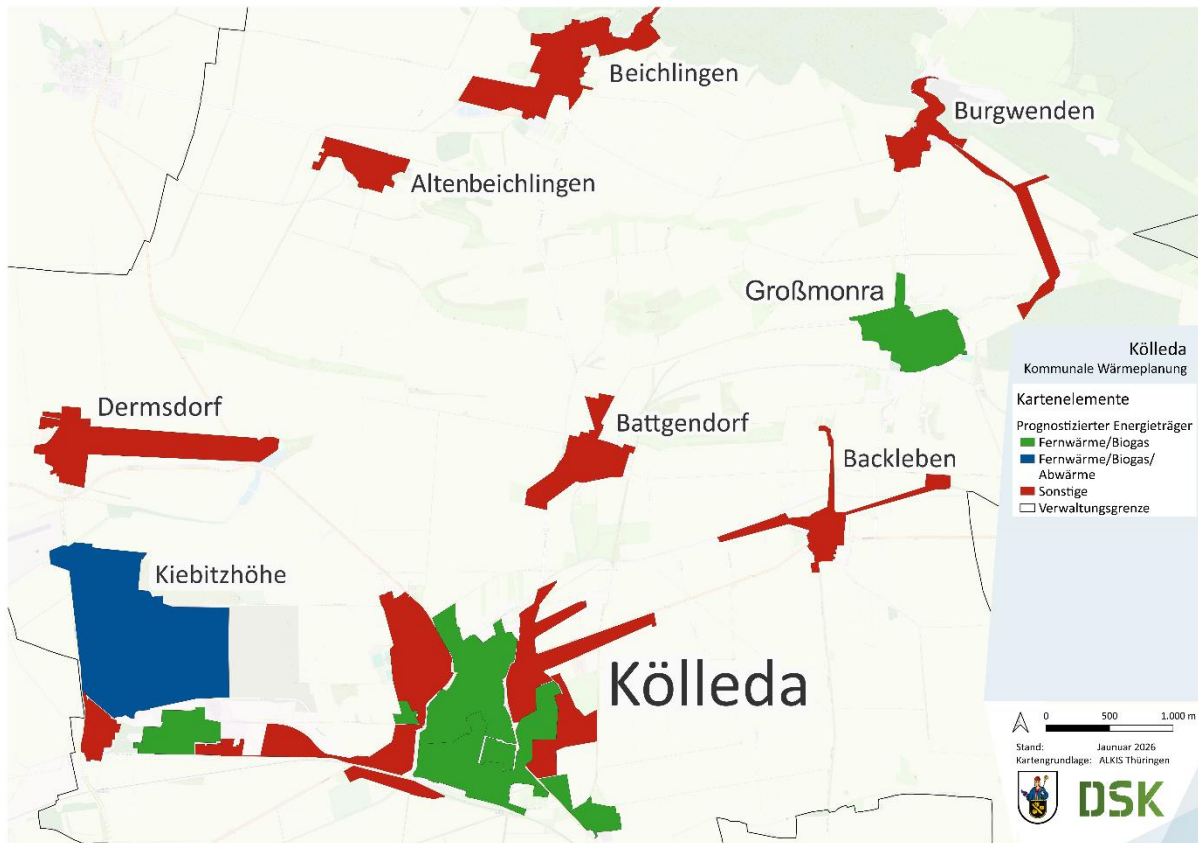 Beichlingen
Burgwenden
Altenbeichlingen
Großmonra
Kölleda
Kommunale Wärmeplanung
Kartenelemente
Prognostizierter Energieträger
Fernwärme/Biogas
Fernwärme/Biogas/
Abwärme
Sonstige
Verwaltungsgrenze
Dermsdorf
Battgendorf
Backleben
Kiebitzhöhe
Kölleda
0 500 1.000 m
Stand: Jaunuar 2026
Kartengrundlage: ALKIS Thüringen
DSK